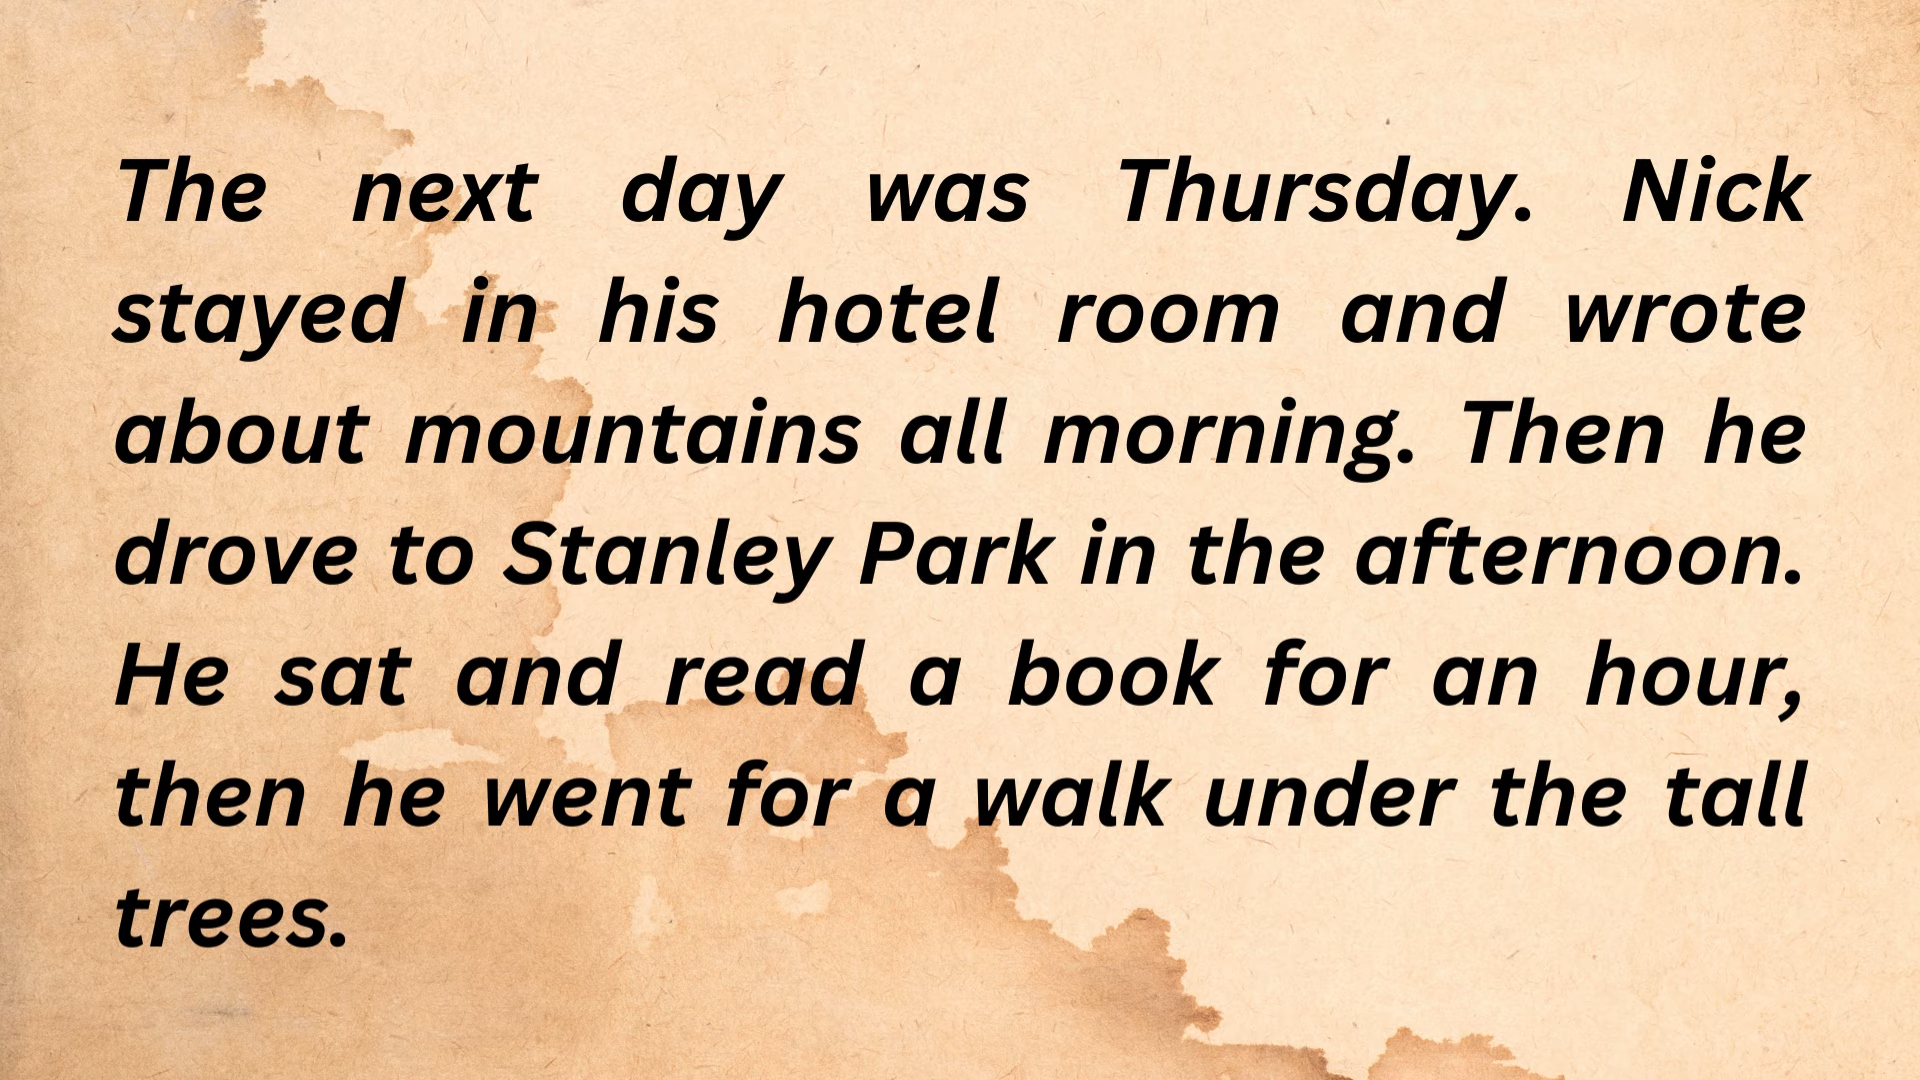 The next day was Thursday. Nick
stayed in his hotel room and wrote
about mountains all morning. Then he
drove to Stanley Park in the afternoon.
He sat and read a book for an hour,
then he went for a walk under the tall
trees.